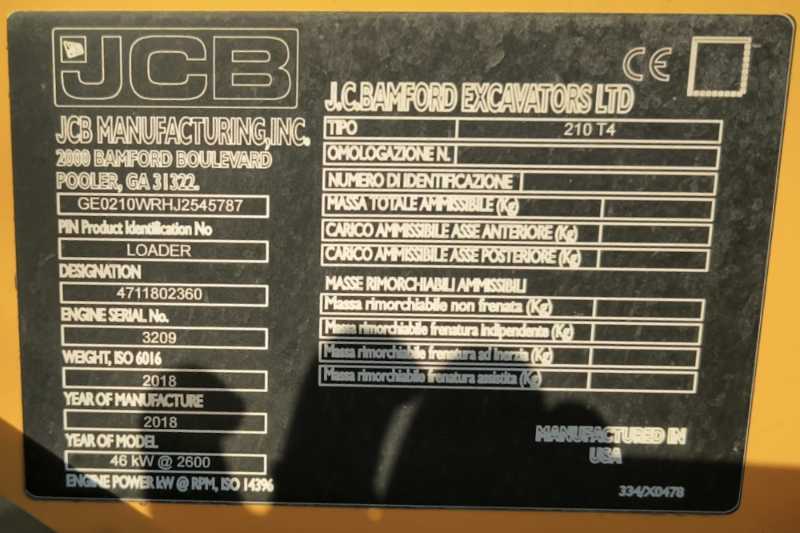 JCB
JCB MANUFACTURING, INC.
2000 BAMFORD BOULEVARD
POOLER, GA 31322.
GE0210WRHJ2545787
PIN Product Identification No
LOADER
DESIGNATION
4711802360
ENGINE SERIAL No.
3209
WEIGHT, ISO 6016
2018
YEAR OF MANUFACTURE
2018
YEAR OF MODEL
46 kW @ 2600
ENGINE POWER kW @ RPM, ISO 14396
CE
J.C.BAMFORD EXCAVATORS LTD
TIPO 210 T4
OMOLOGAZIONE N.
NUMERO DI IDENTIFICAZIONE
MASSA TOTALE AMMISSIBILE (Kg)
CARICO AMMISSIBILE ASSE ANTERIORE (Kg)
CARICO AMMISSIBILE ASSE POSTERIORE (Kg)
MASSE RIMORCHIABILI AMMISSIBILI
Massa rimorchiabile non frenata (Kg)
Massa rimorchiabile frenatura indipendente (Kg)
Massa rimorchiabile frenatura ad inerzia (Kg)
Massa rimorchiabile frenatura assistita (Kg)
MANUFACTURED IN
USA
334/X0478